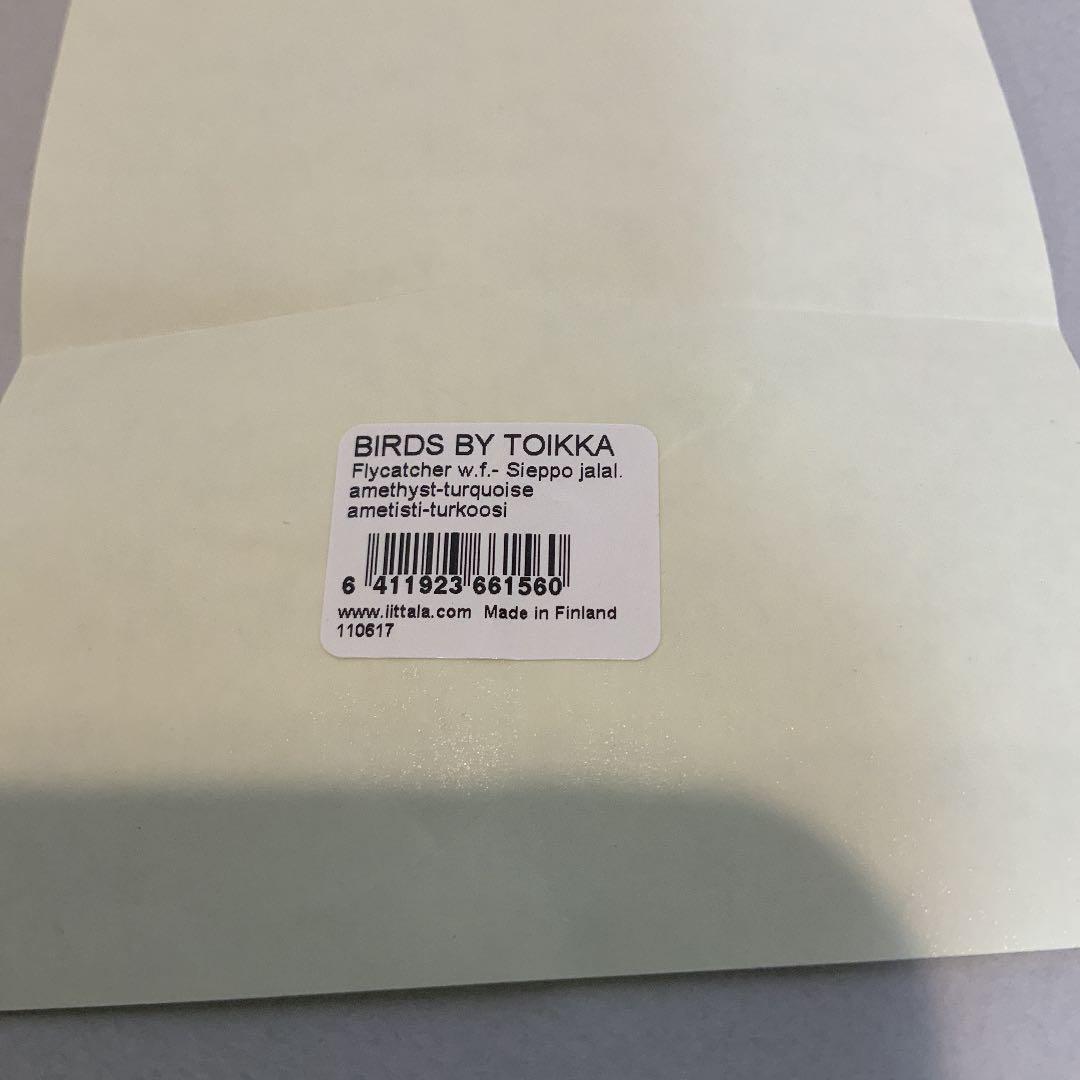 BIRDS BY TOIKKA
Flycatcher w.f.- Sieppo jalal.
amethyst-turquoise
ametisti-turkoosi
6 411923 661560
www.iittala.com Made in Finland
110617